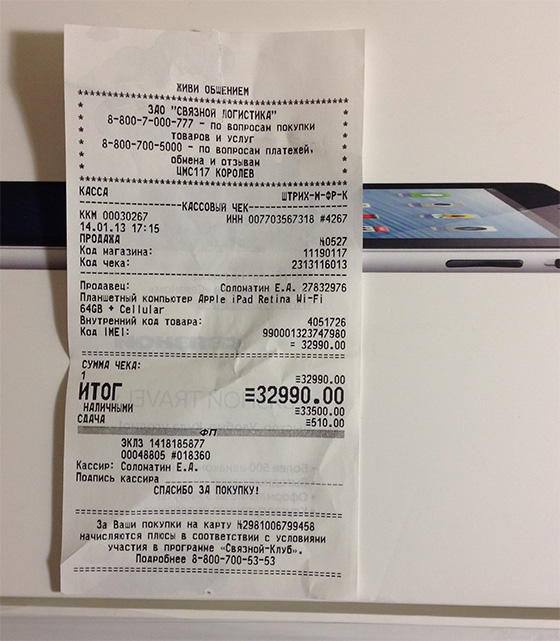 ЖИВИ ОБЩЕНИЕМ
ЗАО "СВЯЗНОЙ ЛОГИСТИКА"
8-800-7-000-777 - по вопросам покупки
товаров и услуг
8-800-700-5000 - по вопросам платежей,
обмена и отзывам
ЦМС117 КОРОЛЕВ
КАССА ШТРИХ-М-ФР-К
КАССОВЫЙ ЧЕК
ККМ 00030267 ИНН 007703567318 #4267
14.01.13 17:15
ПРОДАЖА №0527
Код магазина: 11190117
Код чека: 2313116013
Продавец: Соломатин Е.А. 27832976
Планшетный компьютер Apple iPad Retina Wi-Fi
64GB + Cellular
Внутренний код товара: 4051726
Код IMEI: 990001323747980
= 32990.00
СУММА ЧЕКА:
1 ≡32990.00
ИТОГ ≡32990.00
НАЛИЧНЫМИ ≡33500.00
СДАЧА ≡510.00
ФП
ЭКЛЗ 1418185877
00048805 #018360
Кассир: Соломатин Е.А.
Подпись кассира
СПАСИБО ЗА ПОКУПКУ!
За Ваши покупки на карту №2981006799458
начисляются плюсы в соответствии с условиями
участия в программе «Связной-Клуб».
Подробнее 8-800-700-53-53